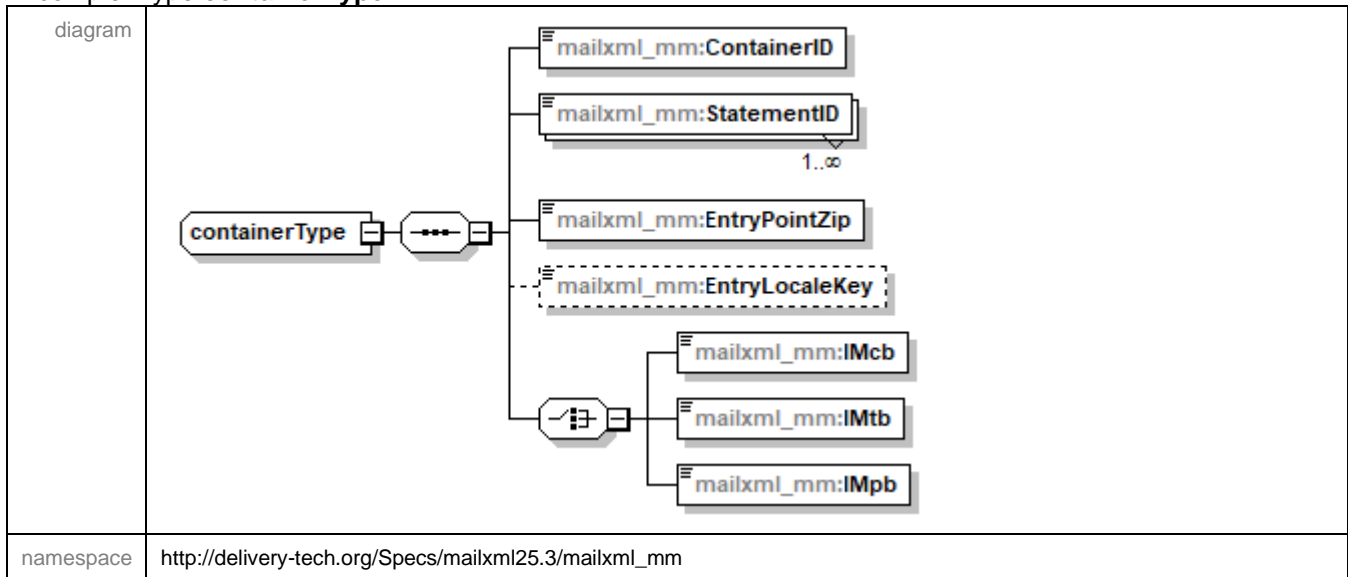 diagram
mailxml_mm:ContainerID
mailxml_mm:StatementID
1..∞
mailxml_mm:EntryPointZip
containerType
mailxml_mm:EntryLocaleKey
mailxml_mm:IMcb
mailxml_mm:IMtb
mailxml_mm:IMpb
namespace http://delivery-tech.org/Specs/mailxml25.3/mailxml_mm